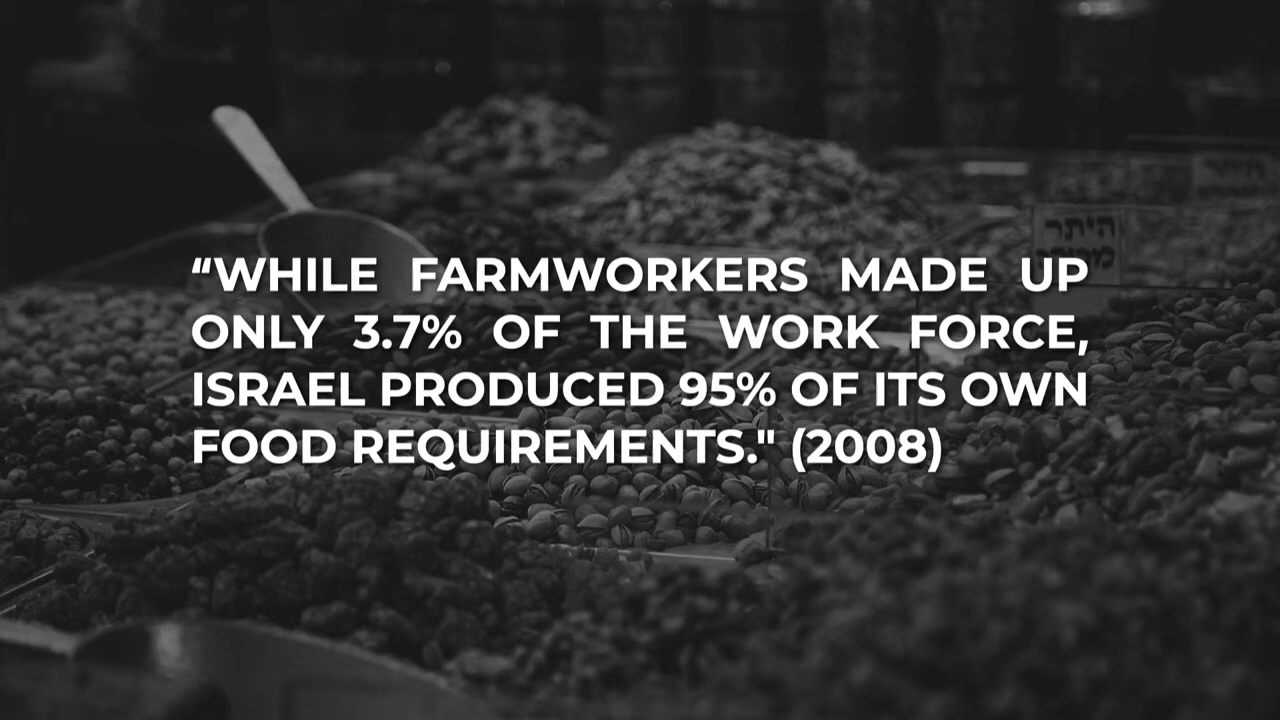 “WHILE FARMWORKERS MADE UP
ONLY 3.7% OF THE WORK FORCE,
ISRAEL PRODUCED 95% OF ITS OWN
FOOD REQUIREMENTS." (2008)
היתר